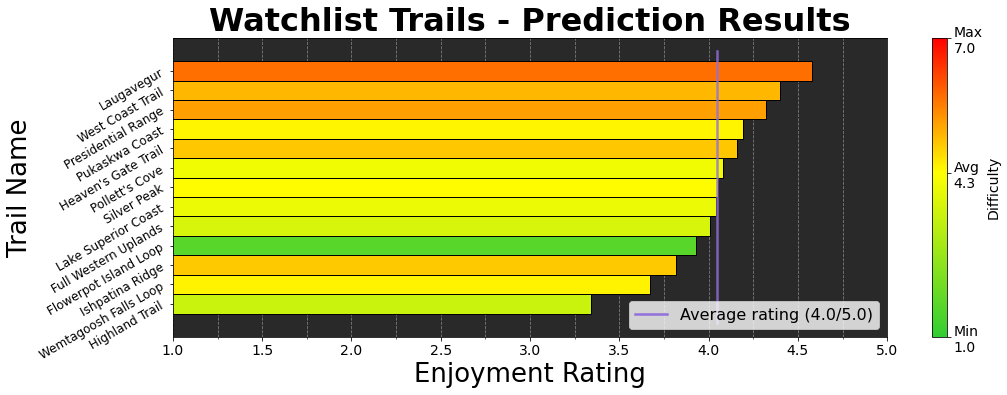 Watchlist Trails - Prediction Results
Trail Name
Laugavegur
West Coast Trail
Presidential Range
Pukaskwa Coast
Heaven's Gate Trail
Pollett's Cove
Silver Peak
Lake Superior Coast
Full Western Uplands
Flowerpot Island Loop
Ishpatina Ridge
Wemtagoosh Falls Loop
Highland Trail
Average rating (4.0/5.0)
1.0 1.5 2.0 2.5 3.0 3.5 4.0 4.5 5.0
Enjoyment Rating
Max
7.0
Avg
4.3
Min
1.0
Difficulty